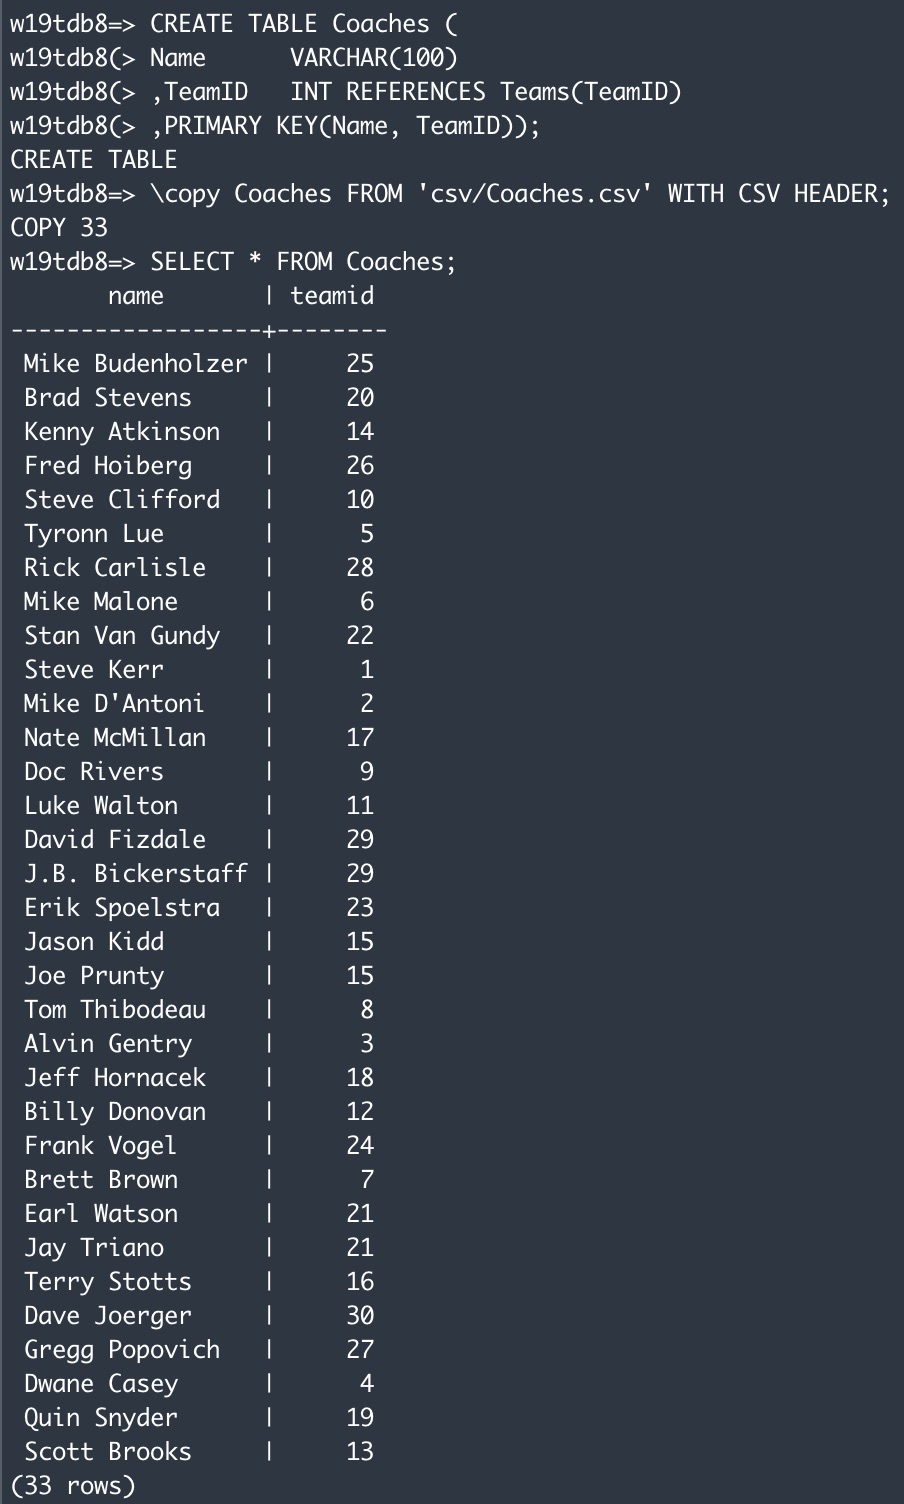 w19tdb8=> CREATE TABLE Coaches (
w19tdb8(> Name      VARCHAR(100)
w19tdb8(> ,TeamID   INT REFERENCES Teams(TeamID)
w19tdb8(> ,PRIMARY KEY(Name, TeamID));
CREATE TABLE
w19tdb8=> \copy Coaches FROM 'csv/Coaches.csv' WITH CSV HEADER;
COPY 33
w19tdb8=> SELECT * FROM Coaches;
       name       | teamid
------------------+--------
 Mike Budenholzer |     25
 Brad Stevens     |     20
 Kenny Atkinson   |     14
 Fred Hoiberg     |     26
 Steve Clifford   |     10
 Tyronn Lue       |      5
 Rick Carlisle    |     28
 Mike Malone      |      6
 Stan Van Gundy   |     22
 Steve Kerr       |      1
 Mike D'Antoni    |      2
 Nate McMillan    |     17
 Doc Rivers       |      9
 Luke Walton      |     11
 David Fizdale    |     29
 J.B. Bickerstaff |     29
 Erik Spoelstra   |     23
 Jason Kidd       |     15
 Joe Prunty       |     15
 Tom Thibodeau    |      8
 Alvin Gentry     |      3
 Jeff Hornacek    |     18
 Billy Donovan    |     12
 Frank Vogel      |     24
 Brett Brown      |      7
 Earl Watson      |     21
 Jay Triano       |     21
 Terry Stotts     |     16
 Dave Joerger     |     30
 Gregg Popovich   |     27
 Dwane Casey      |      4
 Quin Snyder      |     19
 Scott Brooks     |     13
(33 rows)